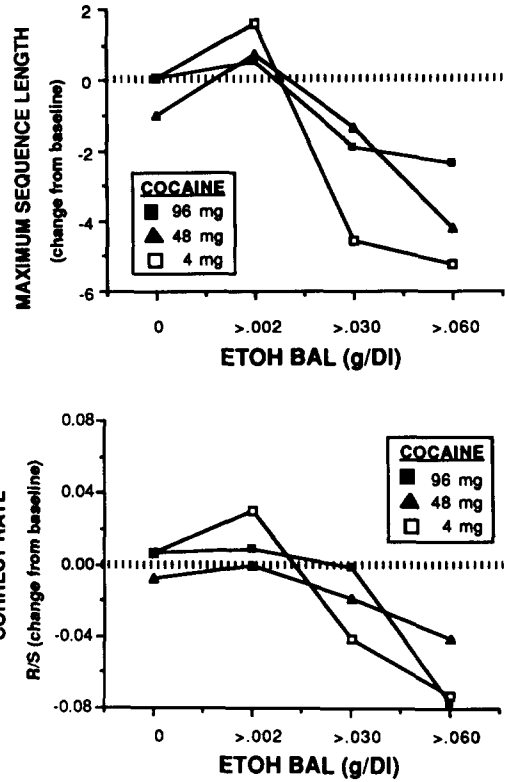 MAXIMUM SEQUENCE LENGTH
(change from baseline)
2
0
-2
-4
-6
COCAINE
96 mg
48 mg
4 mg
0 >.002 >.030 >.060
ETOH BAL (g/Dl)
RATE
R/S (change from baseline)
0.08
0.04
0.00
-0.04
-0.08
COCAINE
96 mg
48 mg
4 mg
0 >.002 >.030 >.060
ETOH BAL (g/Dl)